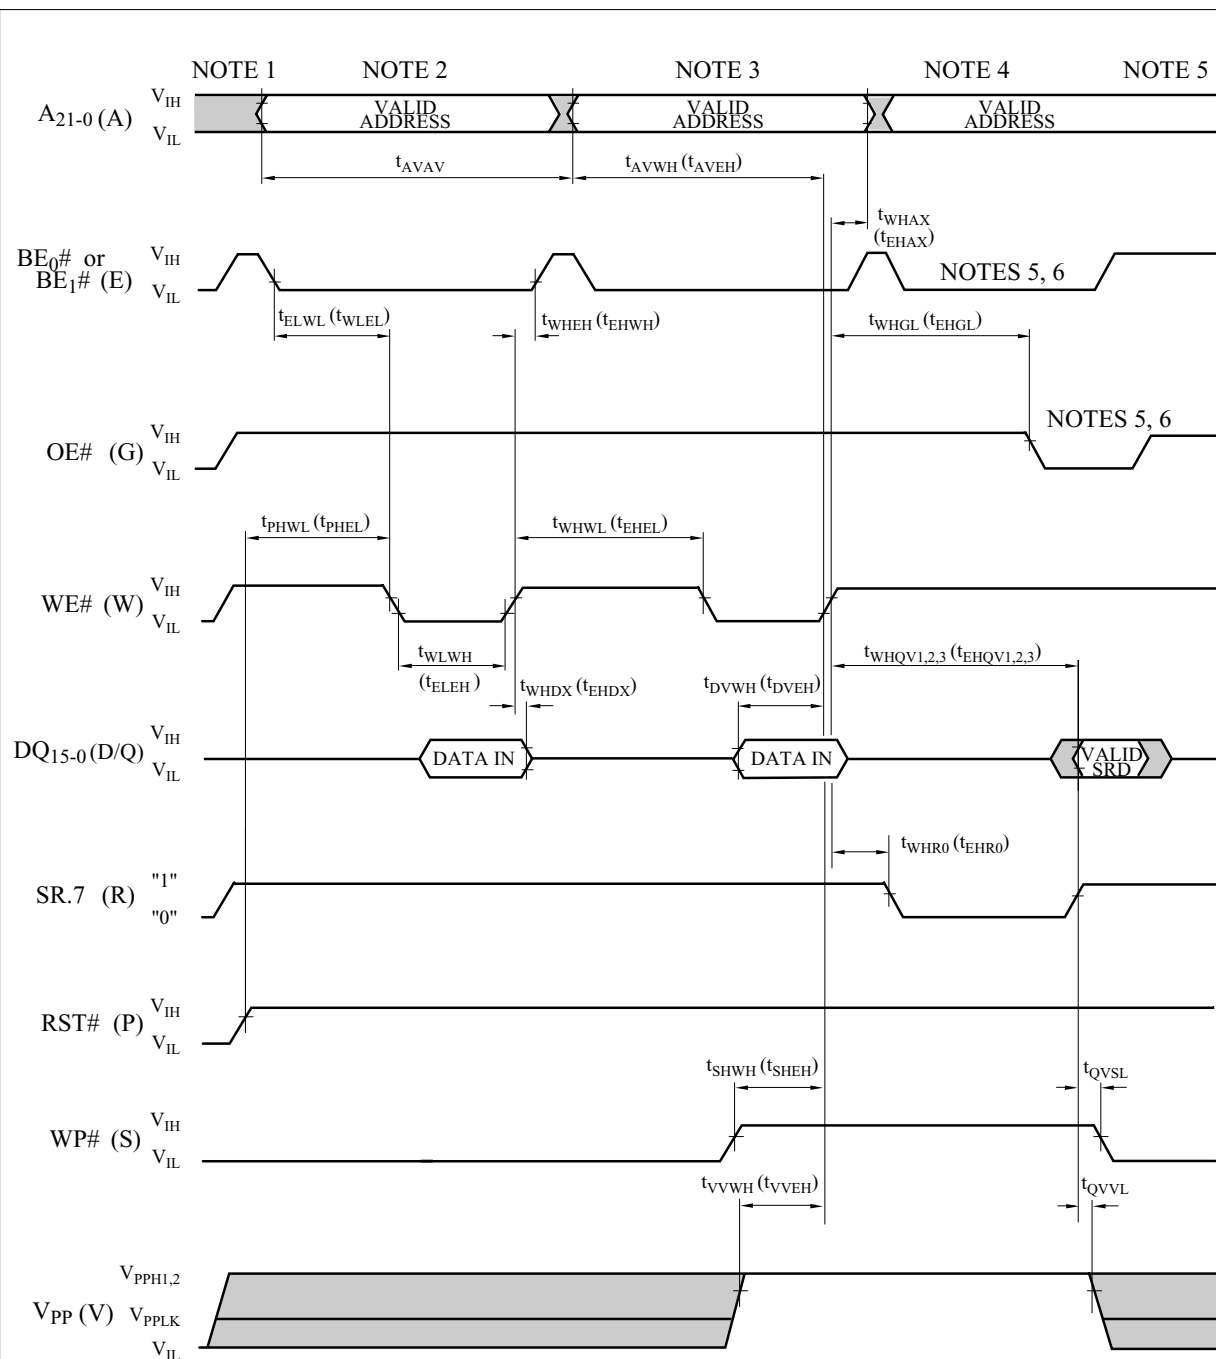 NOTE 1 NOTE 2 NOTE 3 NOTE 4 NOTE 5
A21-0 (A) VIH VIL
VALID ADDRESS VALID ADDRESS VALID ADDRESS
tAVAV tAVWH (tAVEH)
tWHAX
(tEHAX)
BE0# or
BE1# (E) VIH VIL
NOTES 5, 6
tELWL (tWLEL) tWHEH (tEHWH) tWHGL (tEHGL)
OE# (G) VIH VIL
NOTES 5, 6
tPHWL (tPHEL) tWHWL (tEHEL)
WE# (W) VIH VIL
tWLWH
(tELEH)
tWHDX (tEHDX) tDVWH (tDVEH) tWHQV1,2,3 (tEHQV1,2,3)
DQ15-0 (D/Q) VIH VIL
DATA IN DATA IN VALID SRD
tWHR0 (tEHR0)
SR.7 (R) "1" "0"
RST# (P) VIH VIL
tSHWH (tSHEH) tQVSL
WP# (S) VIH VIL
tVVWH (tVVEH) tQVVL
VPPH1,2
VPP (V) VPPLK
VIL